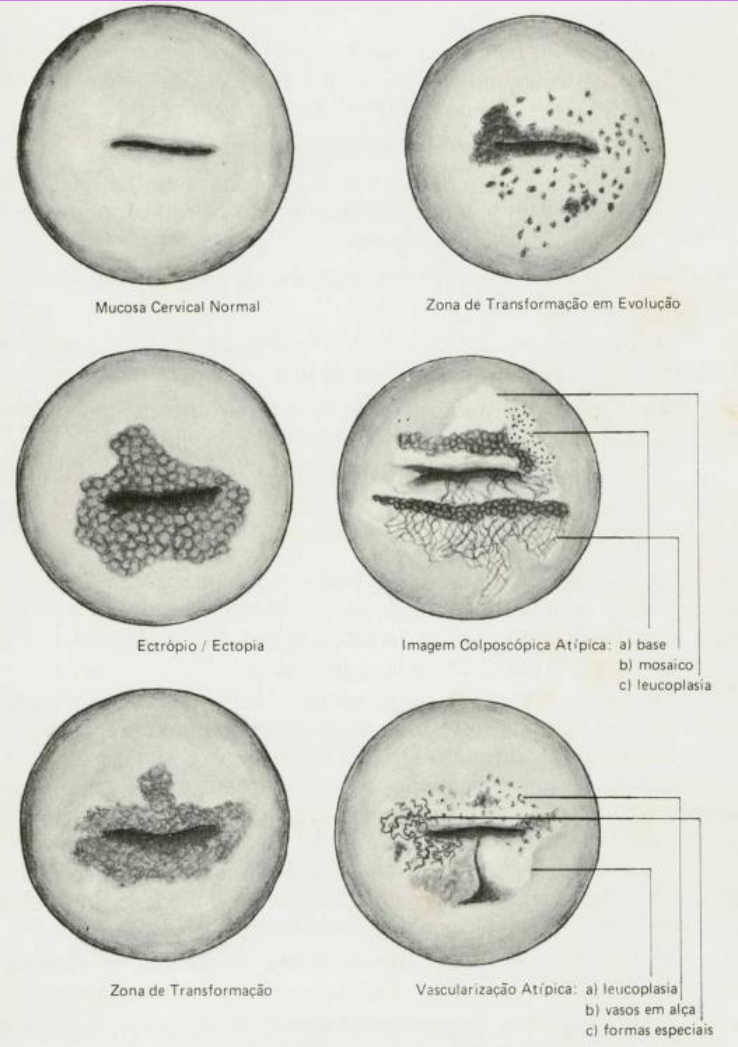 Mucosa Cervical Normal
Zona de Transformação em Evolução
Ectrópio / Ectopia
Imagem Colposcópica Atípica: a) base
b) mosaico
c) leucoplasia
Zona de Transformação
Vascularização Atípica: a) leucoplasia
b) vasos em alça
c) formas especiais